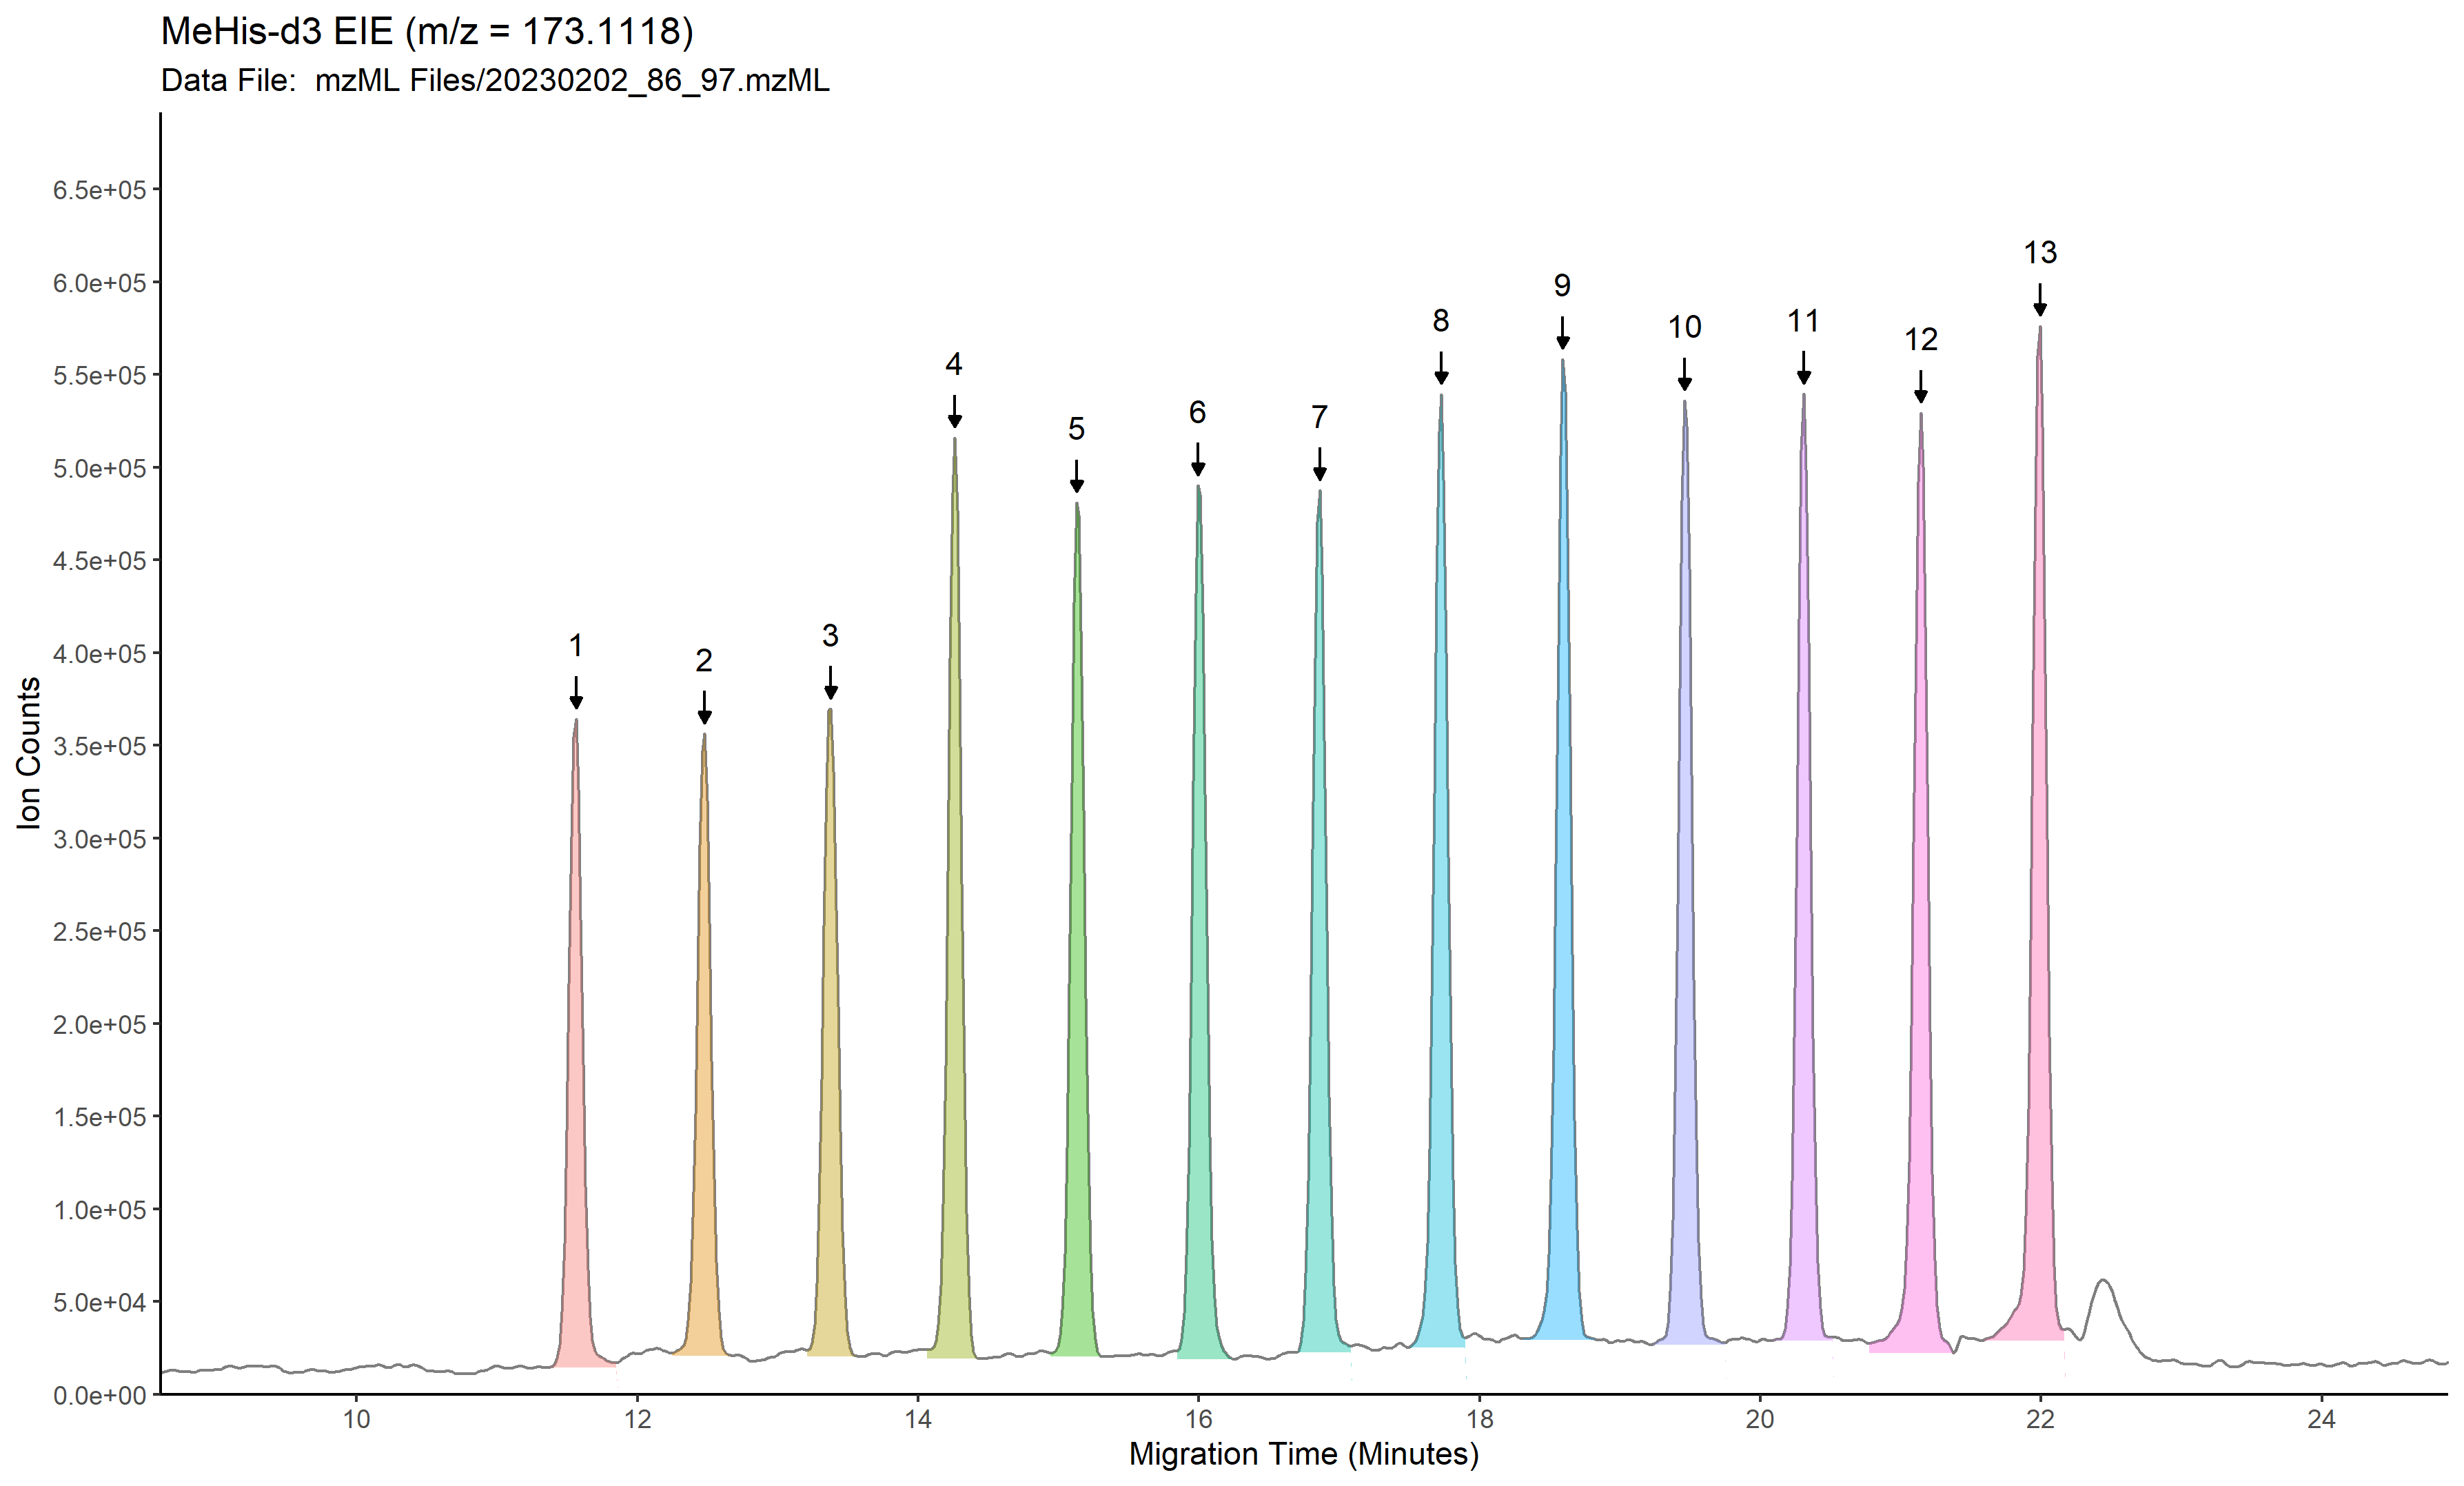 MeHis-d3 EIE (m/z = 173.1118)
Data File:  mzML Files/20230202_86_97.mzML
6.5e+05
6.0e+05
5.5e+05
5.0e+05
4.5e+05
4.0e+05
3.5e+05
3.0e+05
2.5e+05
2.0e+05
1.5e+05
1.0e+05
5.0e+04
0.0e+00
Ion Counts
1
2
3
4
5
6
7
8
9
10
11
12
13
10
12
14
16
18
20
22
24
Migration Time (Minutes)